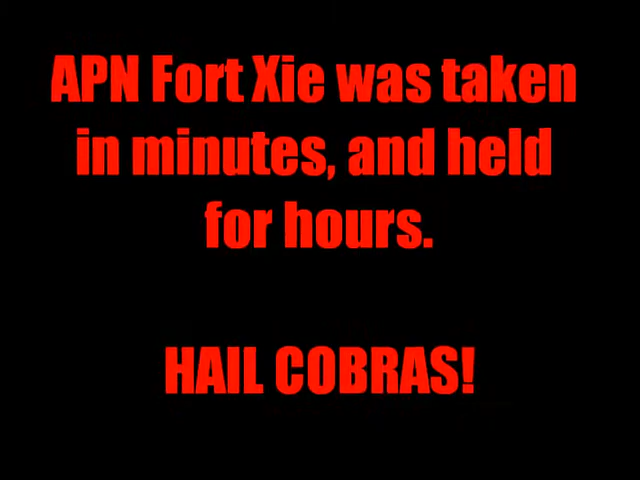 APN Fort Xie was taken
in minutes, and held
for hours.
HAIL COBRAS!